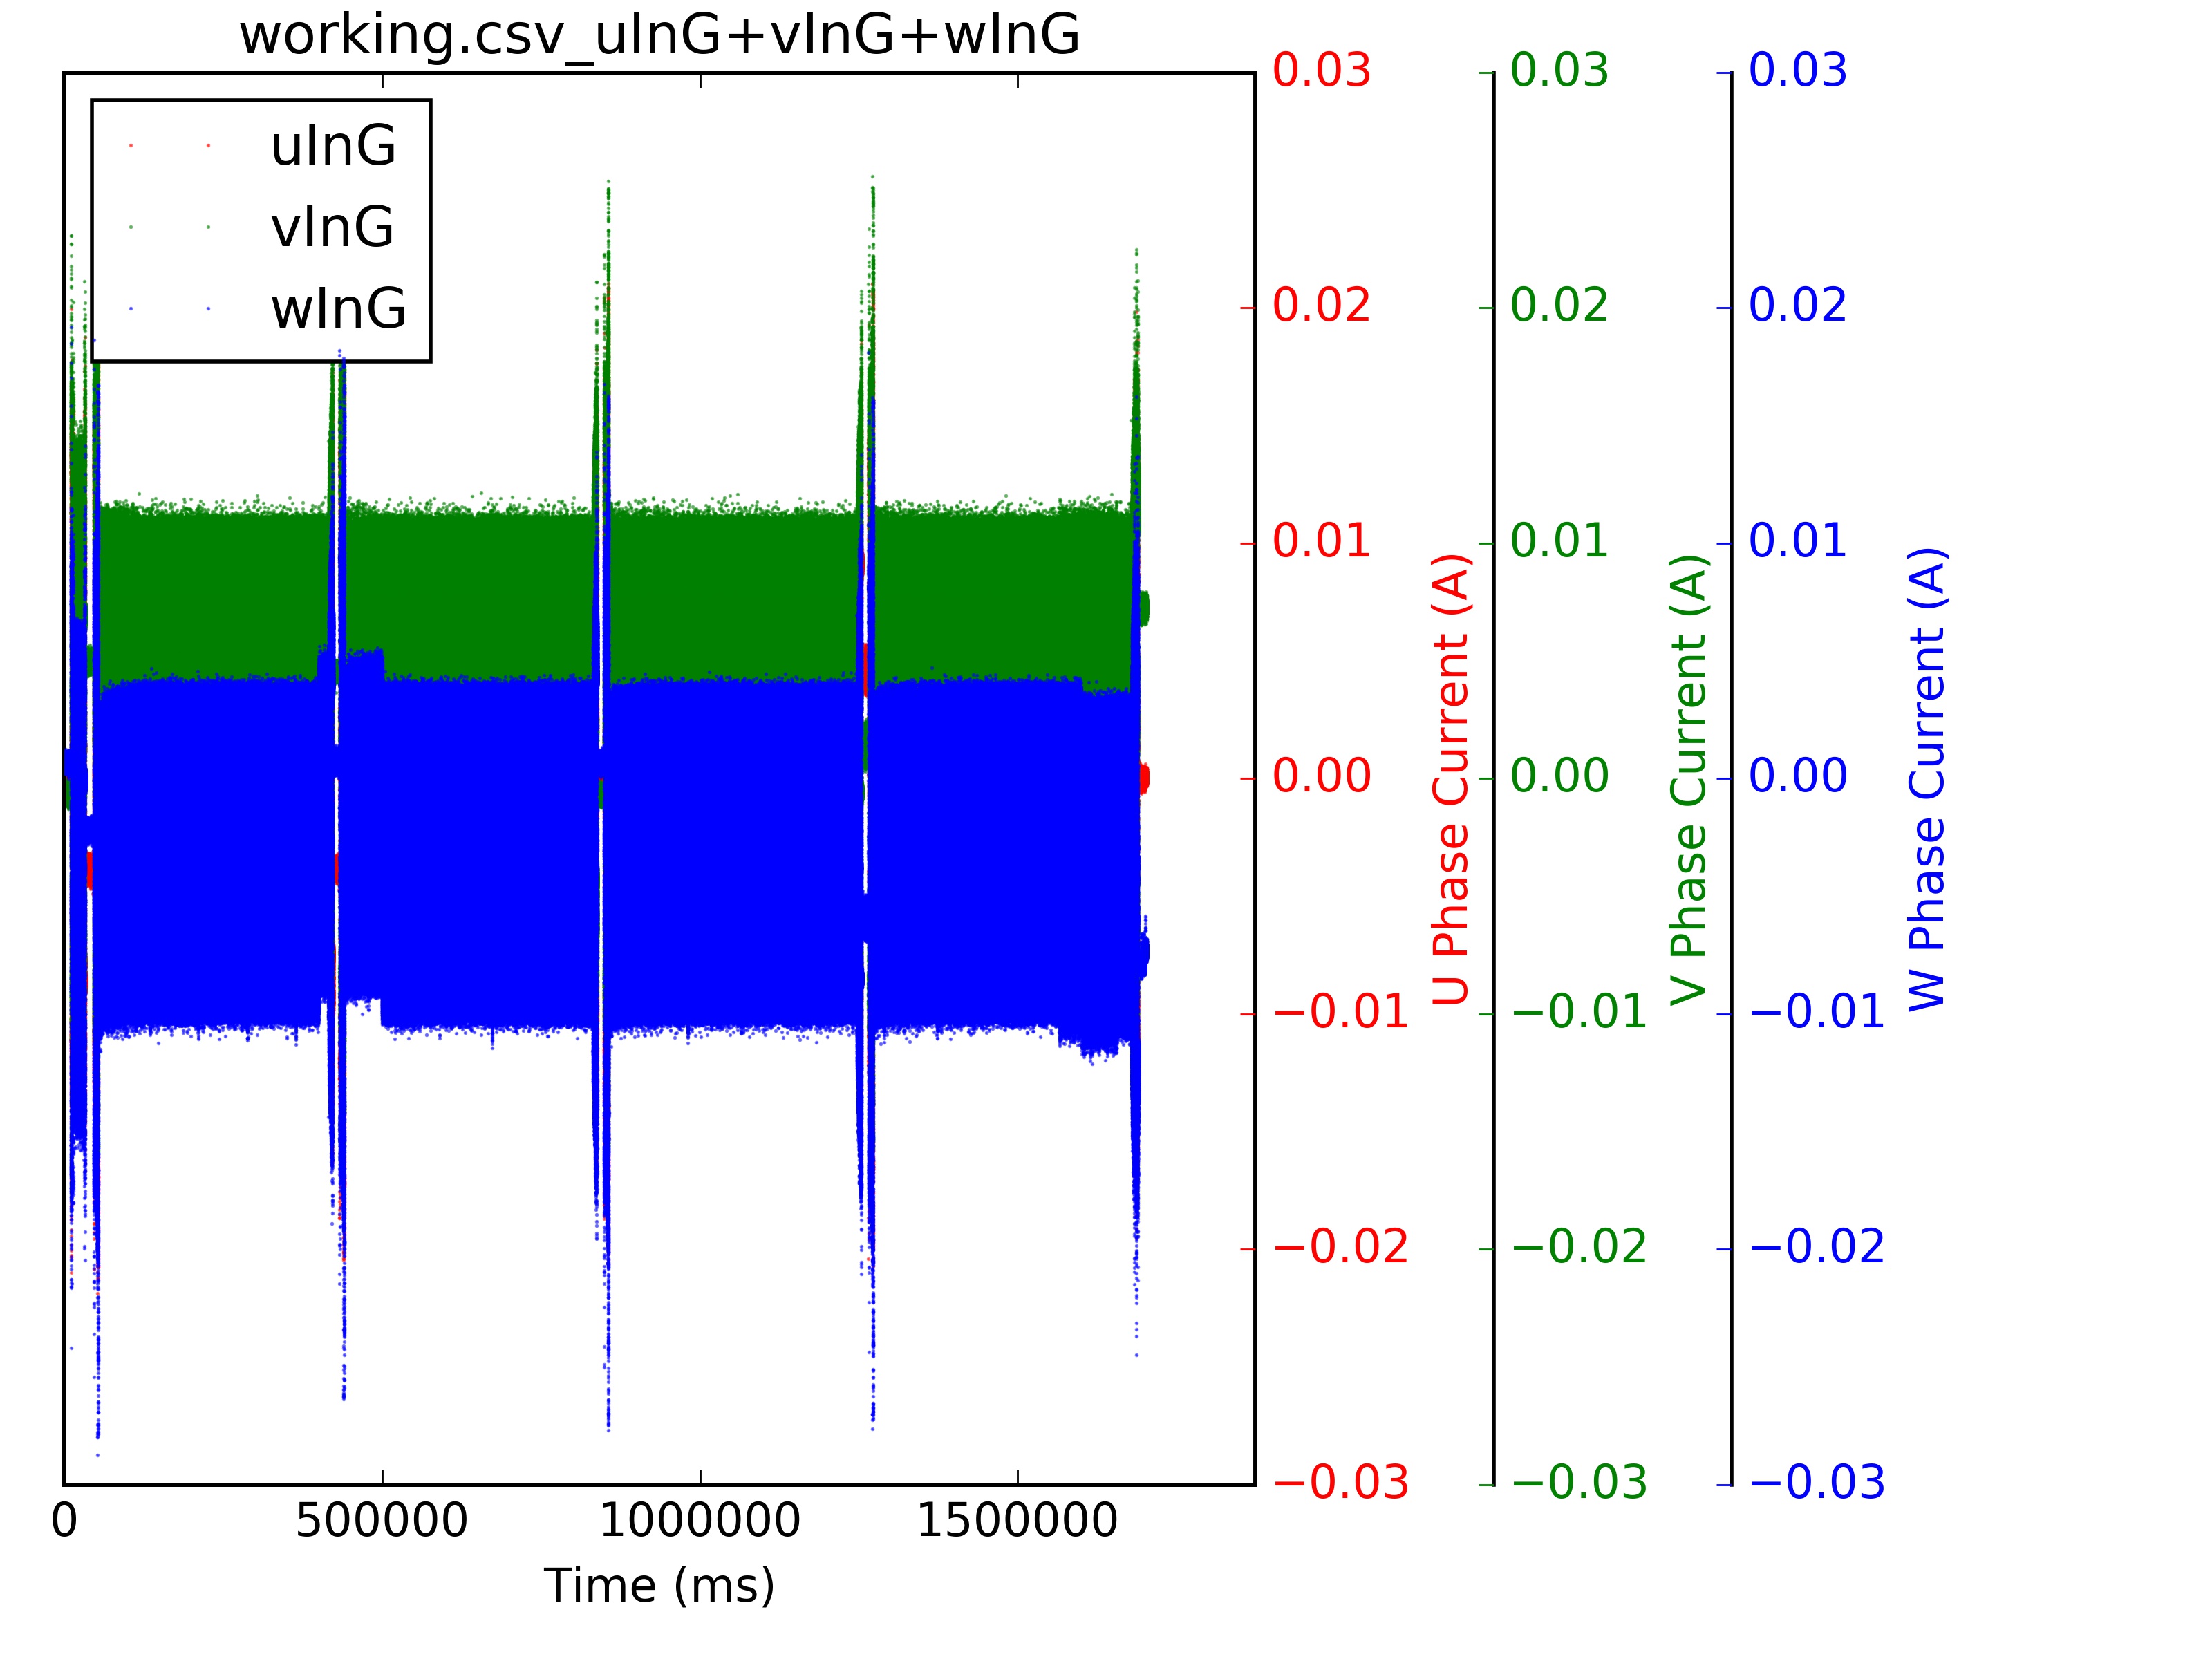 working.csv_uInG+vInG+wInG
uInG
vInG
wInG
0.03
0.02
0.01
0.00
−0.01
−0.02
−0.03
U Phase Current (A)
0.03
0.02
0.01
0.00
−0.01
−0.02
−0.03
V Phase Current (A)
0.03
0.02
0.01
0.00
−0.01
−0.02
−0.03
W Phase Current (A)
0 500000 1000000 1500000
Time (ms)